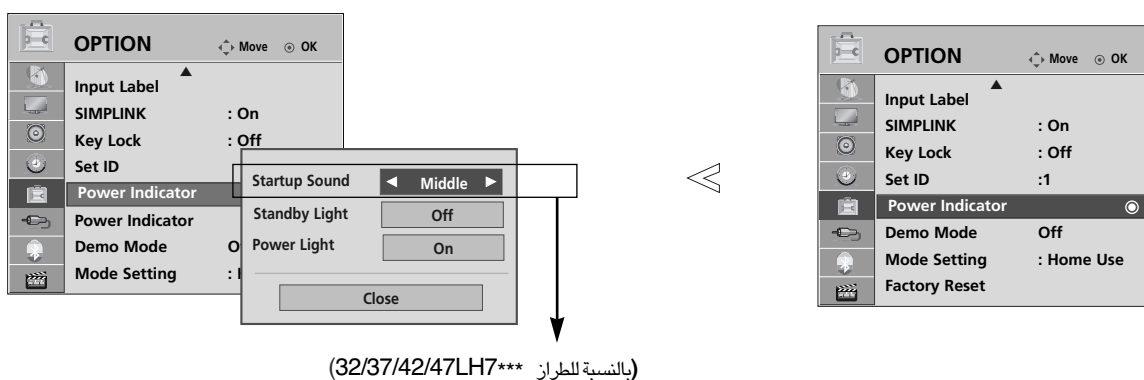 OPTION Move OK
Input Label
SIMPLINK : On
Key Lock : Off
Set ID
Power Indicator
Power Indicator
Demo Mode O
Mode Setting : H
Startup Sound Middle
Standby Light Off
Power Light On
Close
(بالنسبة للطراز 32/37/42/47LH7***)
OPTION Move OK
Input Label
SIMPLINK : On
Key Lock : Off
Set ID :1
Power Indicator
Demo Mode Off
Mode Setting : Home Use
Factory Reset